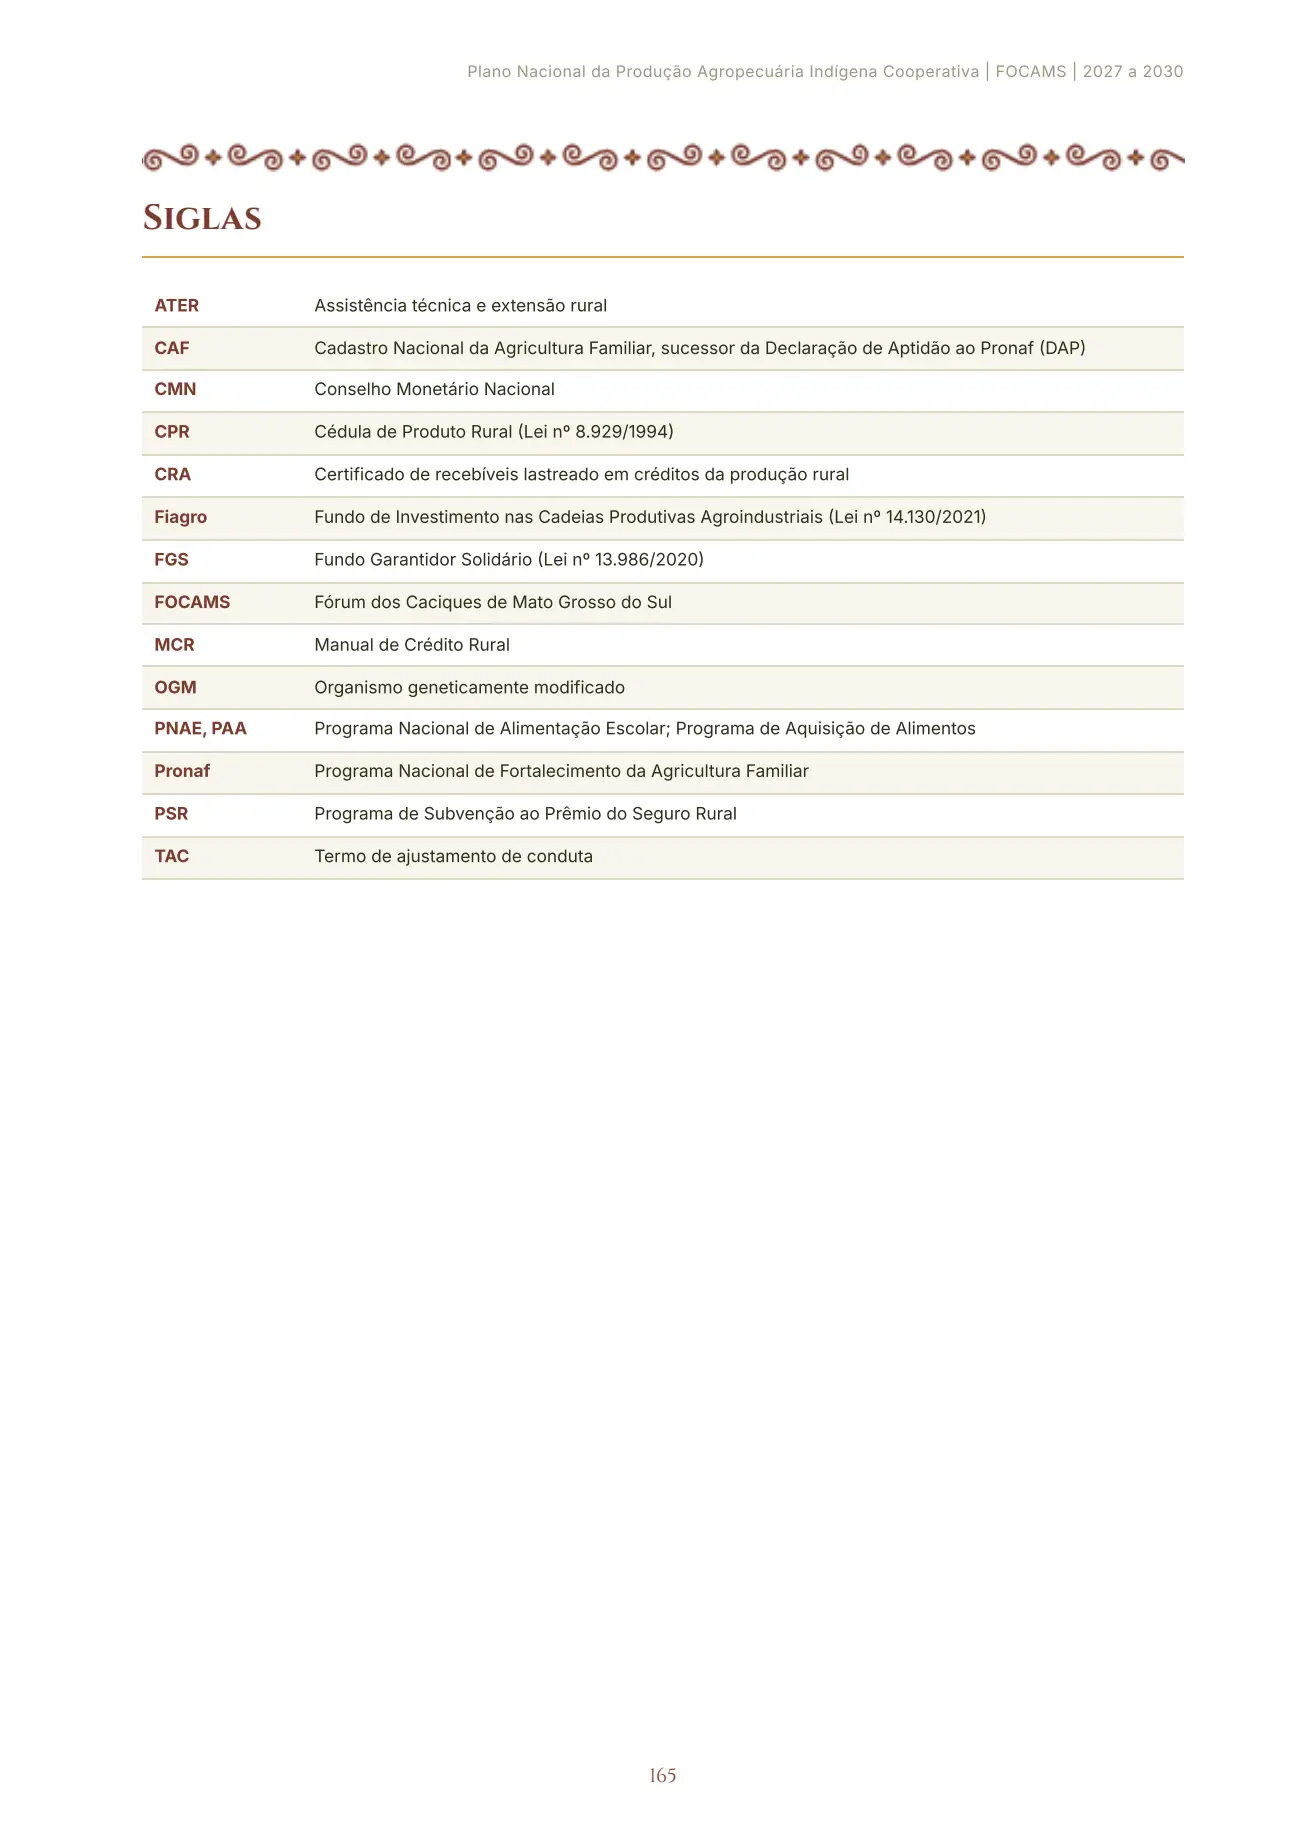 Plano Nacional da Produção Agropecuária Indígena Cooperativa | FOCAMS | 2027 a 2030
Siglas
ATER Assistência técnica e extensão rural
CAF Cadastro Nacional da Agricultura Familiar, sucessor da Declaração de Aptidão ao Pronaf (DAP)
CMN Conselho Monetário Nacional
CPR Cédula de Produto Rural (Lei nº 8.929/1994)
CRA Certificado de recebíveis lastreado em créditos da produção rural
Fiagro Fundo de Investimento nas Cadeias Produtivas Agroindustriais (Lei nº 14.130/2021)
FGS Fundo Garantidor Solidário (Lei nº 13.986/2020)
FOCAMS Fórum dos Caciques de Mato Grosso do Sul
MCR Manual de Crédito Rural
OGM Organismo geneticamente modificado
PNAE, PAA Programa Nacional de Alimentação Escolar; Programa de Aquisição de Alimentos
Pronaf Programa Nacional de Fortalecimento da Agricultura Familiar
PSR Programa de Subvenção ao Prêmio do Seguro Rural
TAC Termo de ajustamento de conduta
165